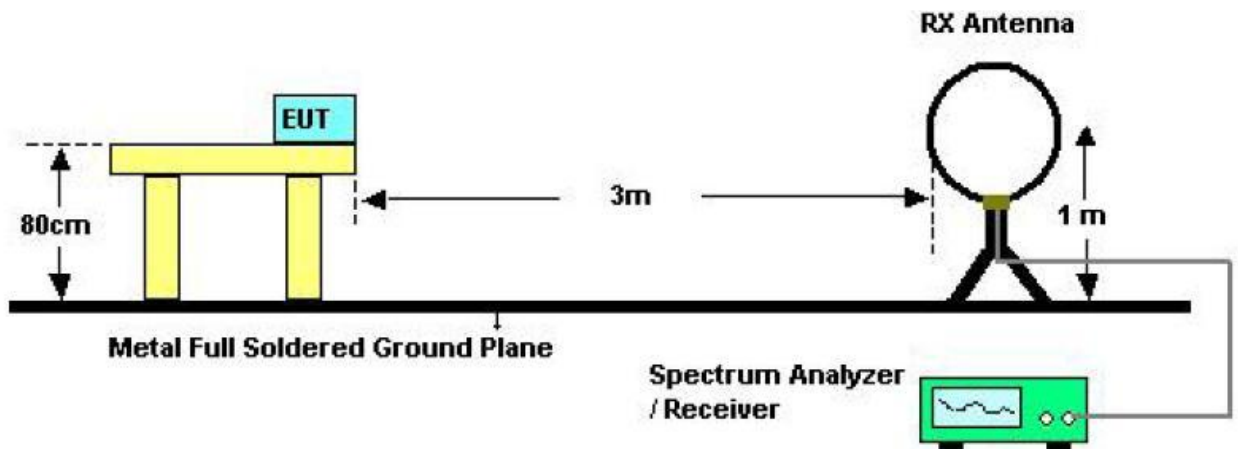 RX Antenna
EUT
3m
80cm
1 m
Metal Full Soldered Ground Plane
Spectrum Analyzer
/ Receiver